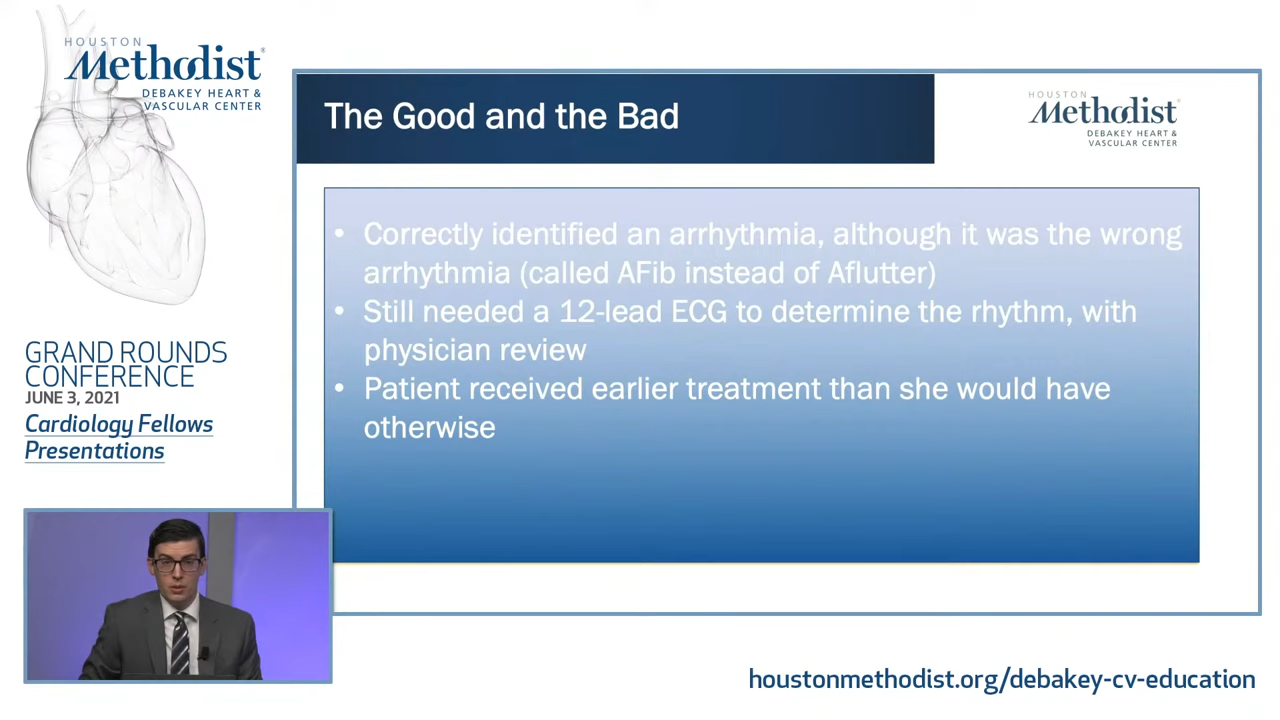 HOUSTON
Methodist®
DEBAKEY HEART &
VASCULAR CENTER
GRAND ROUNDS
CONFERENCE
JUNE 3, 2021
Cardiology Fellows
Presentations
The Good and the Bad
HOUSTON
Methodist®
DEBAKEY HEART &
VASCULAR CENTER
• Correctly identified an arrhythmia, although it was the wrong
arrhythmia (called AFib instead of Aflutter)
• Still needed a 12-lead ECG to determine the rhythm, with
physician review
• Patient received earlier treatment than she would have
otherwise
houstonmethodist.org/debakey-cv-education